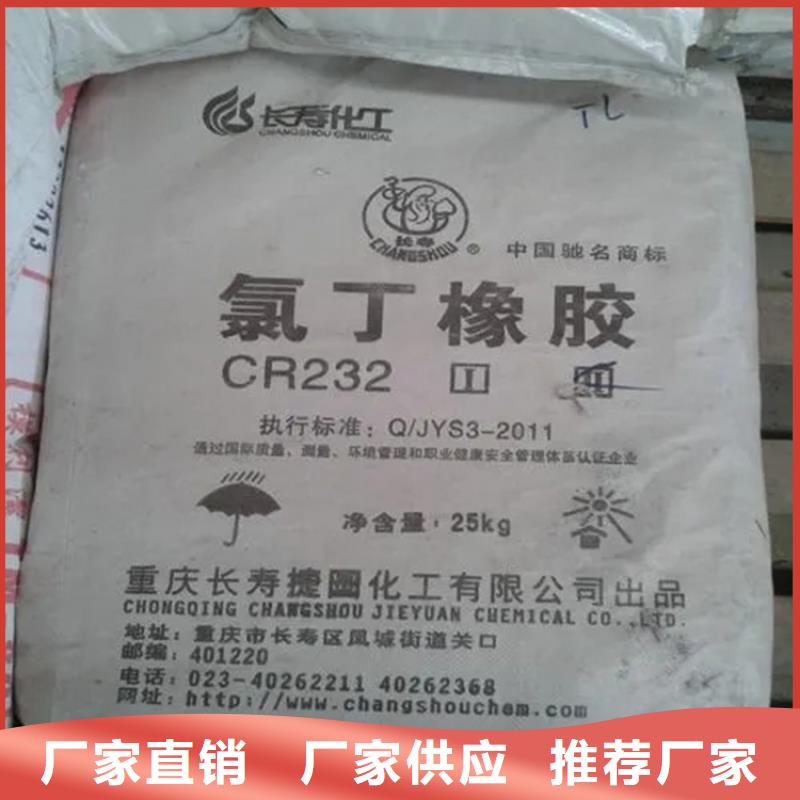 长寿化工
CHANGSHOU CHEMICAL
TL
长寿
CHANGSHOU ® 中国驰名商标
氯丁橡胶
CR232 I II
执行标准: Q/JYS3-2011
通过国际质量、测量、环境管理和职业健康安全管理体系认证企业
净含量: 25kg
重庆长寿捷圆化工有限公司出品
CHONGQING CHANGSHOU JIEYUAN CHEMICAL CO.,LTD.
地址: 重庆市长寿区凤城街道关口
邮编: 401220
电话: 023-40262211 40262368
网址: http://www.changshouchem.com
厂家直销 厂家供应 推荐厂家